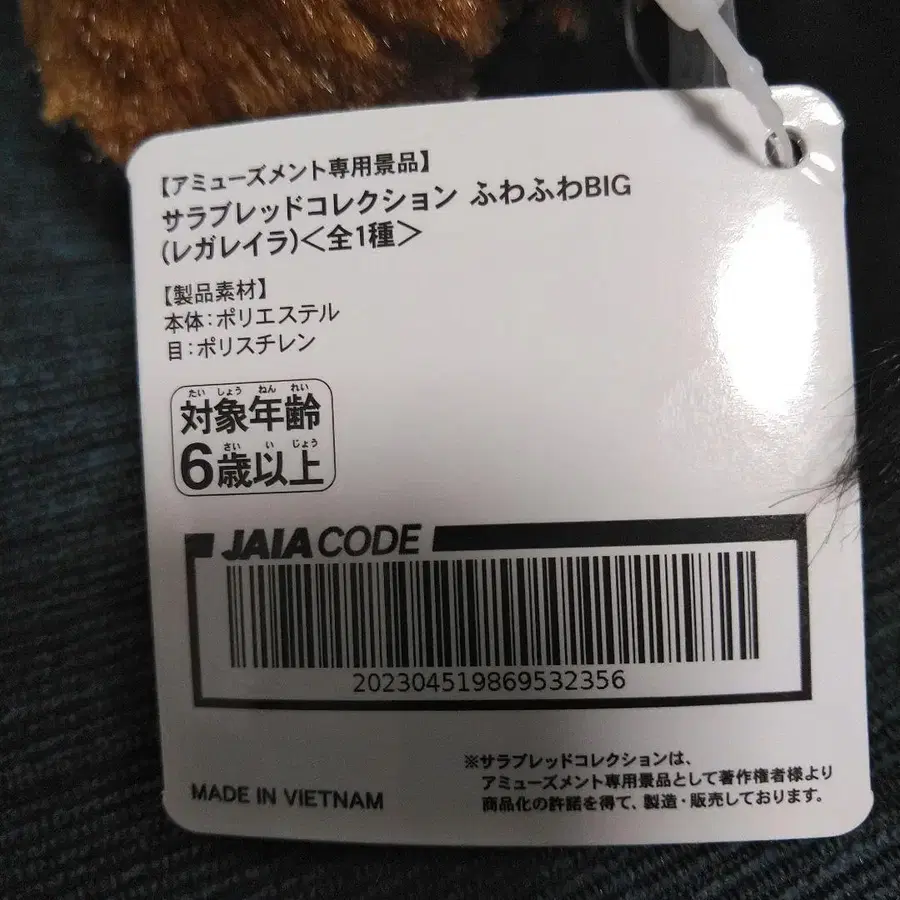 【アミューズメント専用景品】
サラブレッドコレクション ふわふわBIG
(レガレイラ)＜全1種＞
【製品素材】
本体：ポリエステル
目：ポリスチレン
たい しょう ねん れい
対象年齢
さい い じょう
6歳以上
JAIA CODE
202304519869532356
※サラブレッドコレクションは、
アミューズメント専用景品として著作権者様より
商品化の許諾を得て、製造・販売しております。
MADE IN VIETNAM